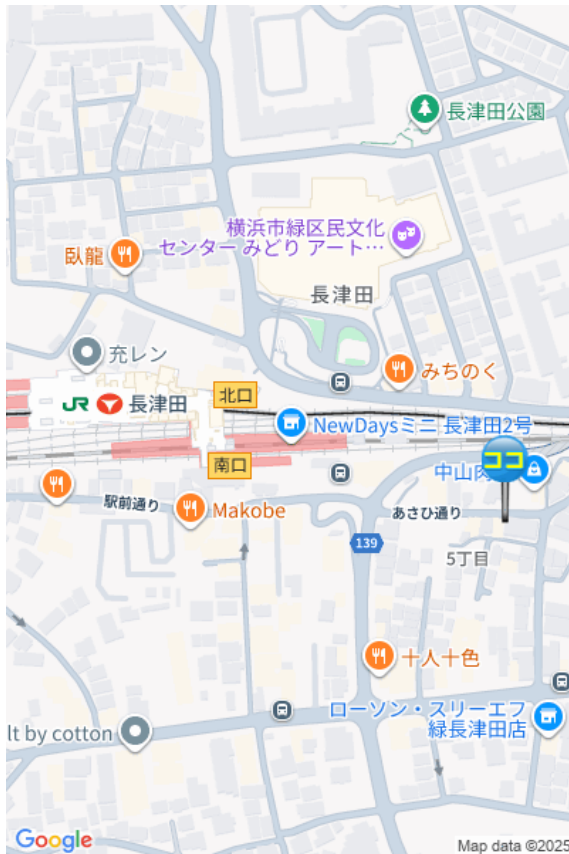 長津田公園
横浜市緑区民文化
センター みどり アート…
臥龍
長津田
充レン
みちのく
北口
JR 長津田
NewDaysミニ 長津田2号
ココ
南口
中山肉
駅前通り
Makobe
あさひ通り
139
5丁目
十人十色
ローソン・スリーエフ
緑長津田店
lt by cotton
Google
Map data ©2025